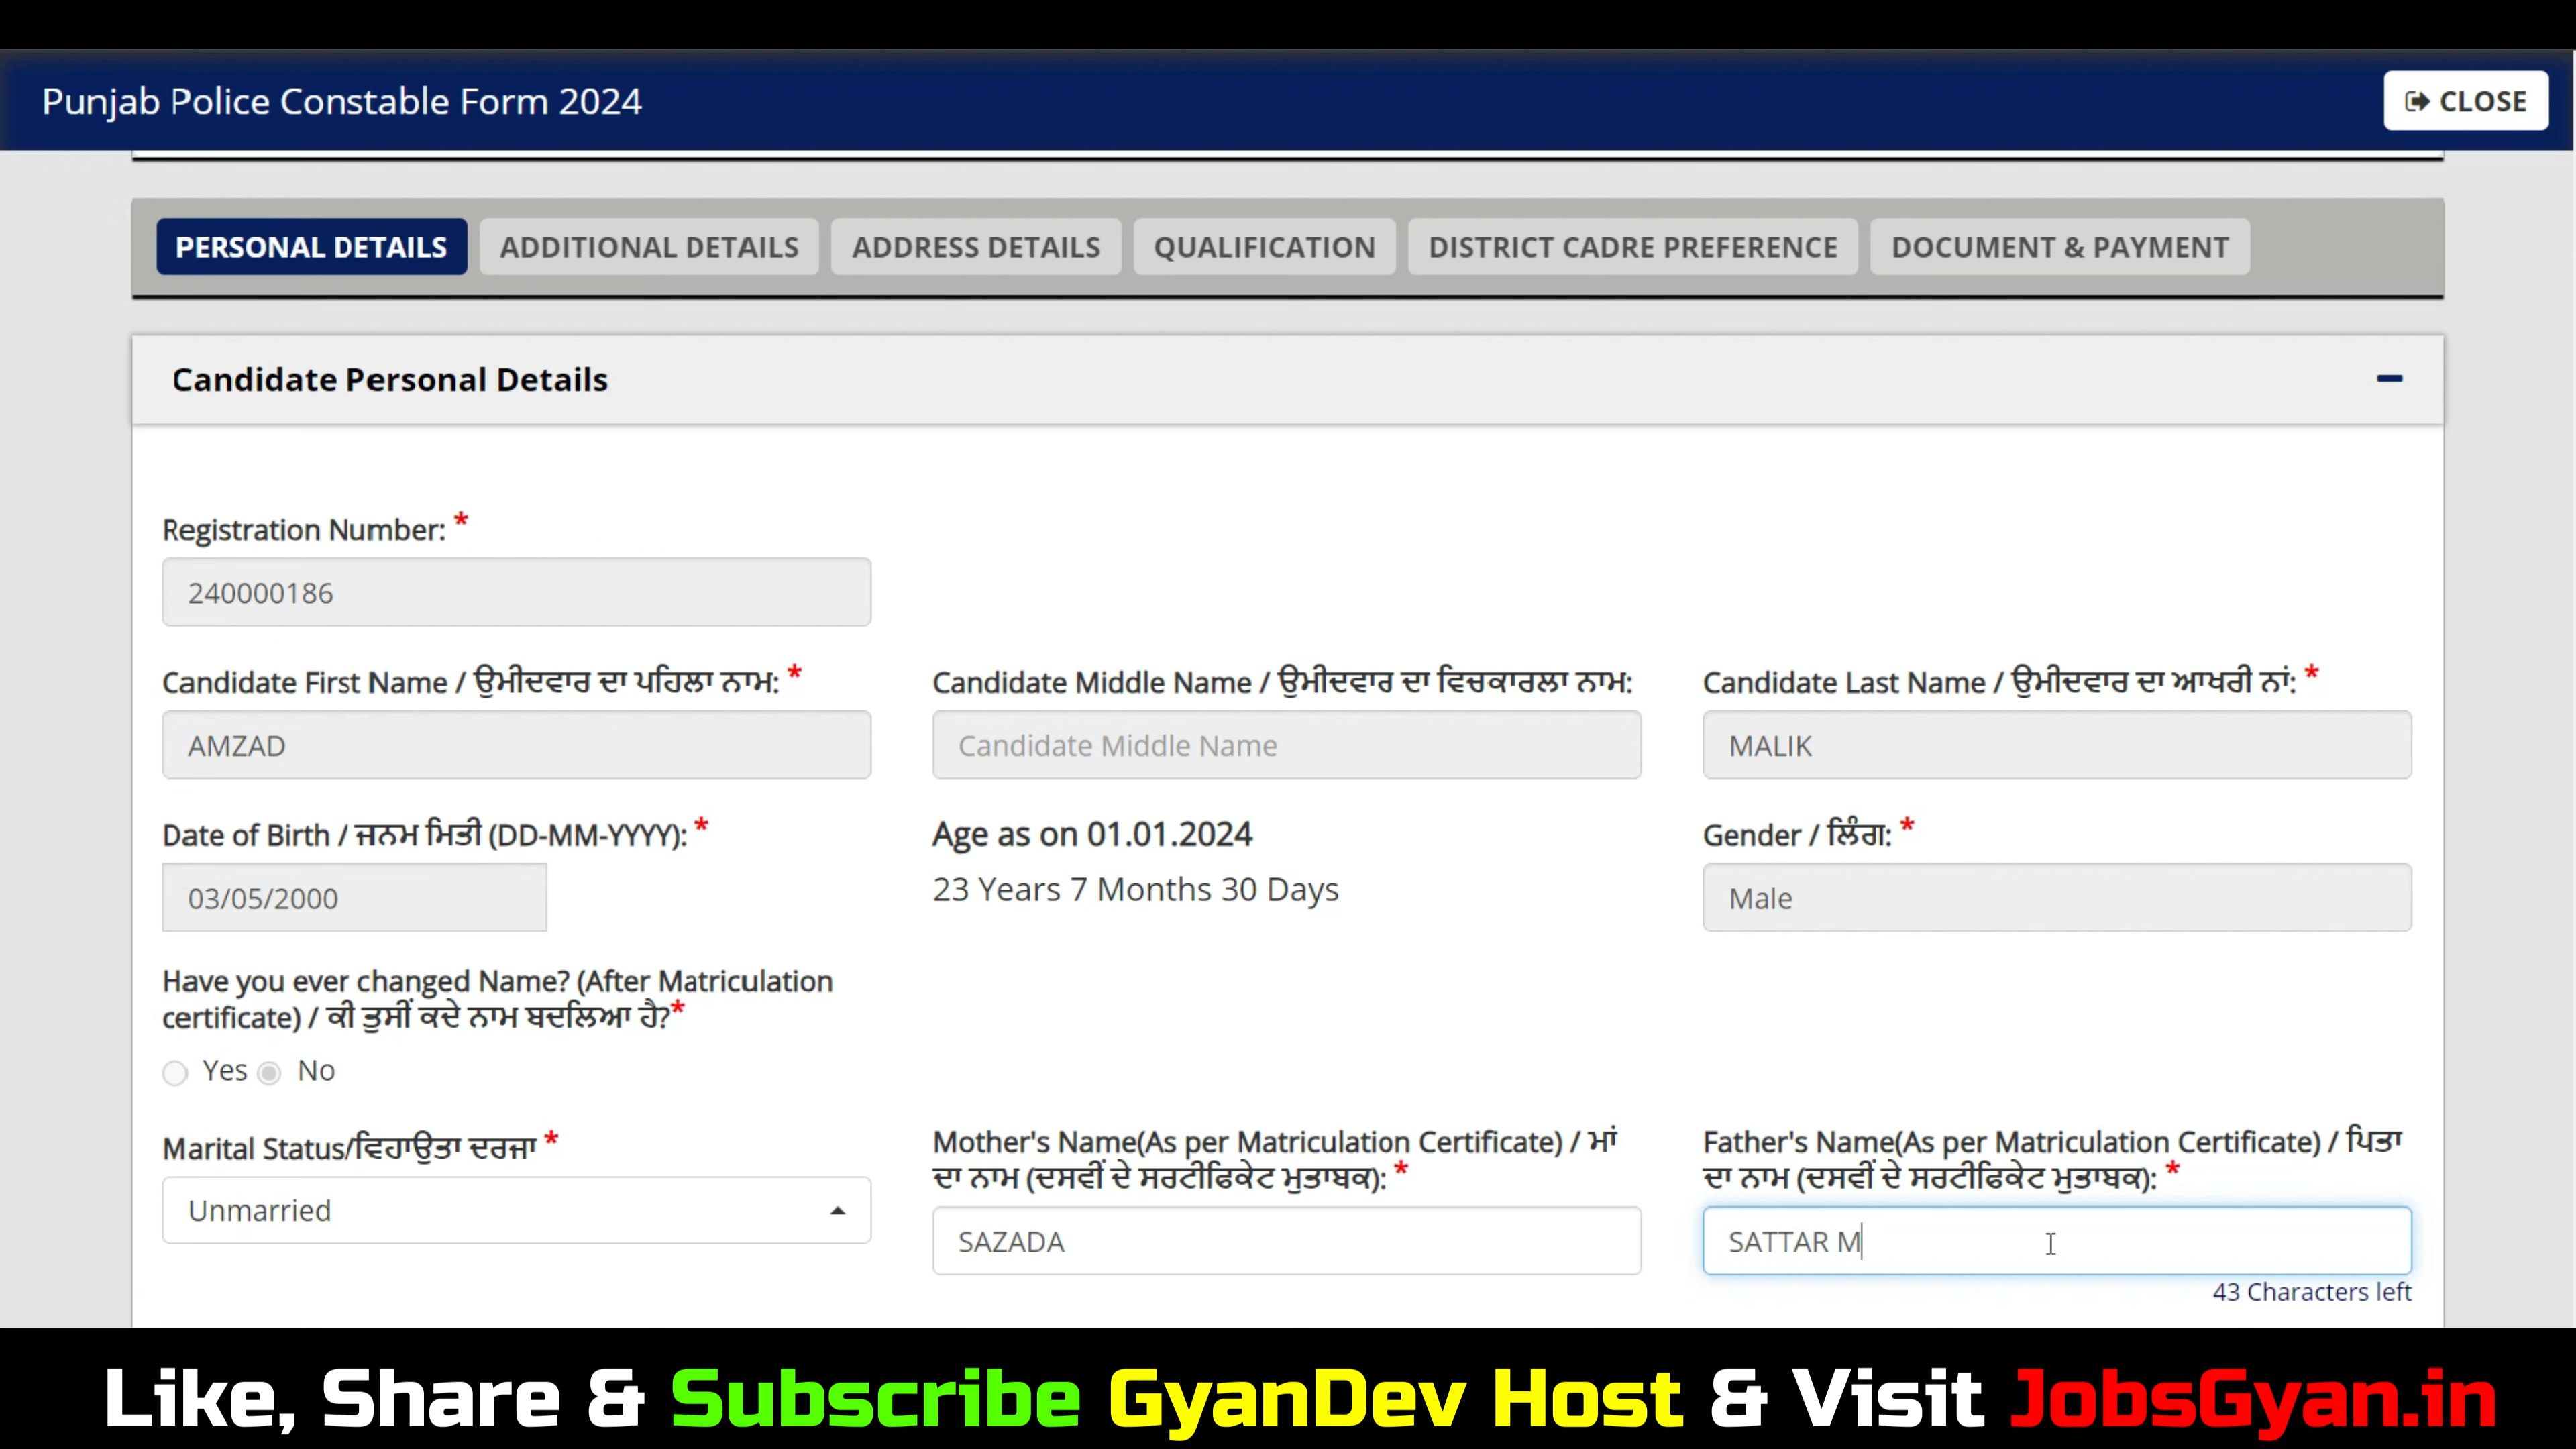 Punjab Police Constable Form 2024
CLOSE
PERSONAL DETAILS ADDITIONAL DETAILS ADDRESS DETAILS QUALIFICATION DISTRICT CADRE PREFERENCE DOCUMENT & PAYMENT
Candidate Personal Details
Registration Number: *
240000186
Candidate First Name / ਉਮੀਦਵਾਰ ਦਾ ਪਹਿਲਾ ਨਾਮ: *
AMZAD
Candidate Middle Name / ਉਮੀਦਵਾਰ ਦਾ ਵਿਚਕਾਰਲਾ ਨਾਮ:
Candidate Middle Name
Candidate Last Name / ਉਮੀਦਵਾਰ ਦਾ ਆਖਰੀ ਨਾਂ: *
MALIK
Date of Birth / ਜਨਮ ਮਿਤੀ (DD-MM-YYYY): *
03/05/2000
Age as on 01.01.2024
23 Years 7 Months 30 Days
Gender / ਲਿੰਗ: *
Male
Have you ever changed Name? (After Matriculation
certificate) / ਕੀ ਤੁਸੀਂ ਕਦੇ ਨਾਮ ਬਦਲਿਆ ਹੈ?*
Yes No
Marital Status/ਵਿਹਾਉਤਾ ਦਰਜਾ *
Unmarried
Mother's Name(As per Matriculation Certificate) / ਮਾਂ
ਦਾ ਨਾਮ (ਦਸਵੀਂ ਦੇ ਸਰਟੀਫਿਕੇਟ ਮੁਤਾਬਕ): *
SAZADA
Father's Name(As per Matriculation Certificate) / ਪਿਤਾ
ਦਾ ਨਾਮ (ਦਸਵੀਂ ਦੇ ਸਰਟੀਫਿਕੇਟ ਮੁਤਾਬਕ): *
SATTAR M
43 Characters left
Like, Share & Subscribe GyanDev Host & Visit JobsGyan.in